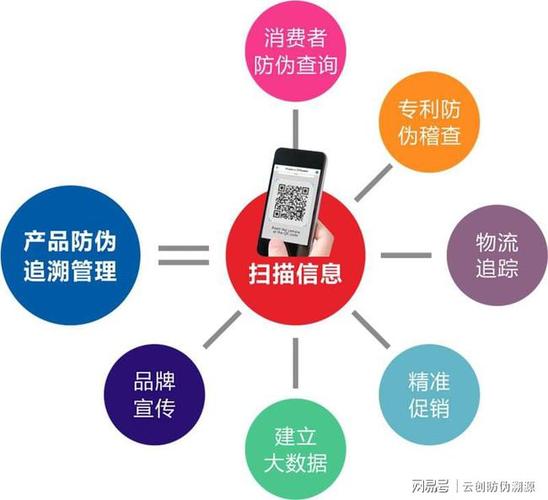 消费者
防伪查询
专利防
伪稽查
产品防伪
追溯管理
扫描信息
物流
追踪
品牌
宣传
精准
促销
建立
大数据
网易号 | 云创防伪溯源